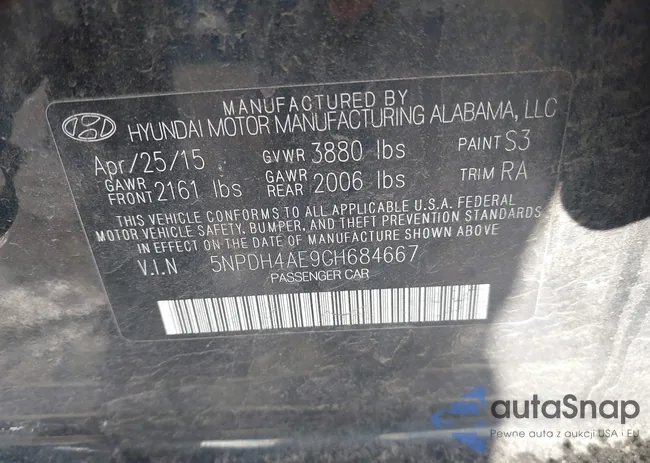 MANUFACTURED BY
HYUNDAI MOTOR MANUFACTURING ALABAMA, LLC
Apr/25/15 GVWR 3880 lbs PAINT S3
GAWR FRONT 2161 lbs GAWR REAR 2006 lbs TRIM RA
THIS VEHICLE CONFORMS TO ALL APPLICABLE U.S.A. FEDERAL
MOTOR VEHICLE SAFETY, BUMPER, AND THEFT PREVENTION STANDARDS
IN EFFECT ON THE DATE OF MANUFACTURE SHOWN ABOVE.
V.I.N 5NPDH4AE9GH684667
PASSENGER CAR
autaSnap
Pewne auta z aukcji USA i EU